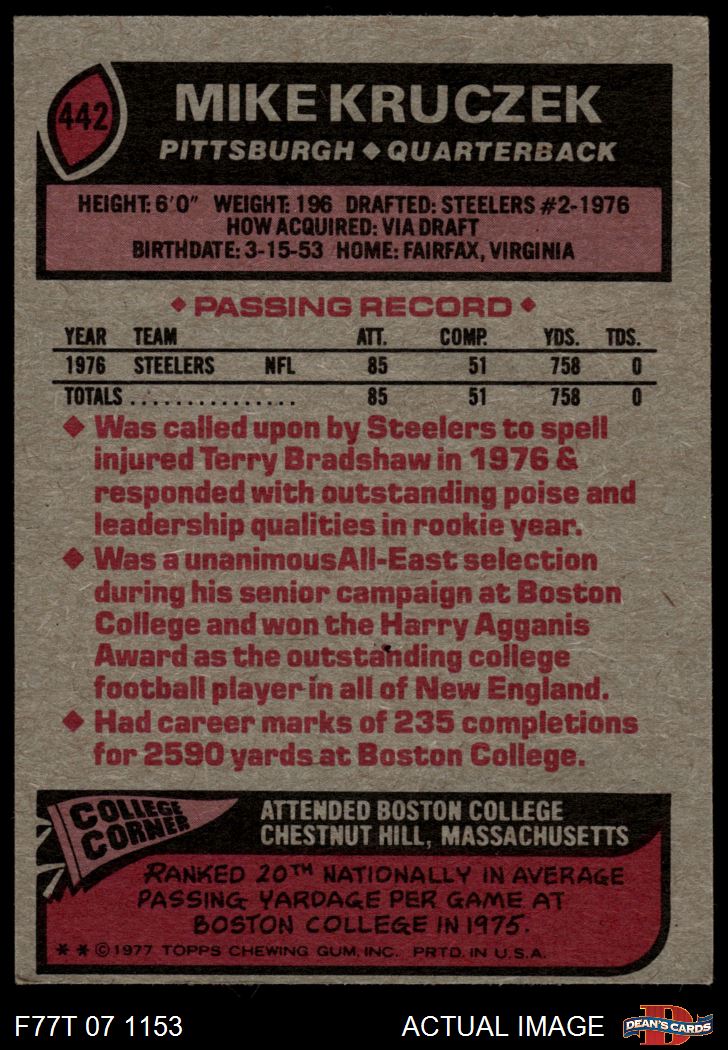 442
MIKE KRUCZEK
PITTSBURGH ◆ QUARTERBACK
HEIGHT: 6'0" WEIGHT: 196 DRAFTED: STEELERS #2-1976
HOW ACQUIRED: VIA DRAFT
BIRTHDATE: 3-15-53 HOME: FAIRFAX, VIRGINIA
◆ PASSING RECORD ◆
YEAR TEAM ATT. COMP. YDS. TDS.
1976 STEELERS NFL 85 51 758 0
TOTALS ............... 85 51 758 0
◆ Was called upon by Steelers to spell
injured Terry Bradshaw in 1976 &
responded with outstanding poise and
leadership qualities in rookie year.
◆ Was a unanimous All-East selection
during his senior campaign at Boston
College and won the Harry Agganis
Award as the outstanding college
football player in all of New England.
◆ Had career marks of 235 completions
for 2590 yards at Boston College.
COLLEGE
CORNER
ATTENDED BOSTON COLLEGE
CHESTNUT HILL, MASSACHUSETTS
RANKED 20TH NATIONALLY IN AVERAGE
PASSING YARDAGE PER GAME AT
BOSTON COLLEGE IN 1975.
* * © 1977 TOPPS CHEWING GUM, INC. PRTD. IN U.S.A.
F77T 07 1153 ACTUAL IMAGE
D
DEAN'S CARDS